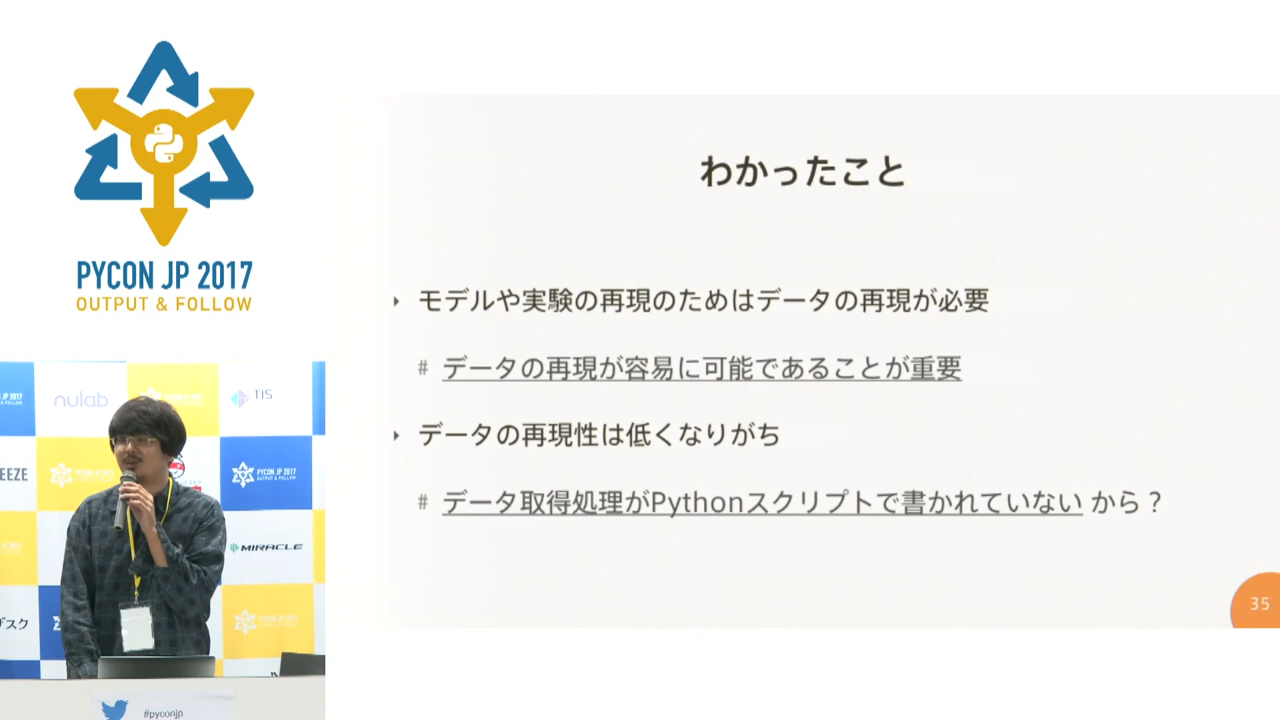 PYCON JP 2017
OUTPUT & FOLLOW
わかったこと
モデルや実験の再現のためはデータの再現が必要
# データの再現が容易に可能であることが重要
データの再現性は低くなりがち
# データ取得処理がPythonスクリプトで書かれていない から？
35
nulab
TIS
EEZE
PYCON JP 2017
MIRACLE
#pyconjp